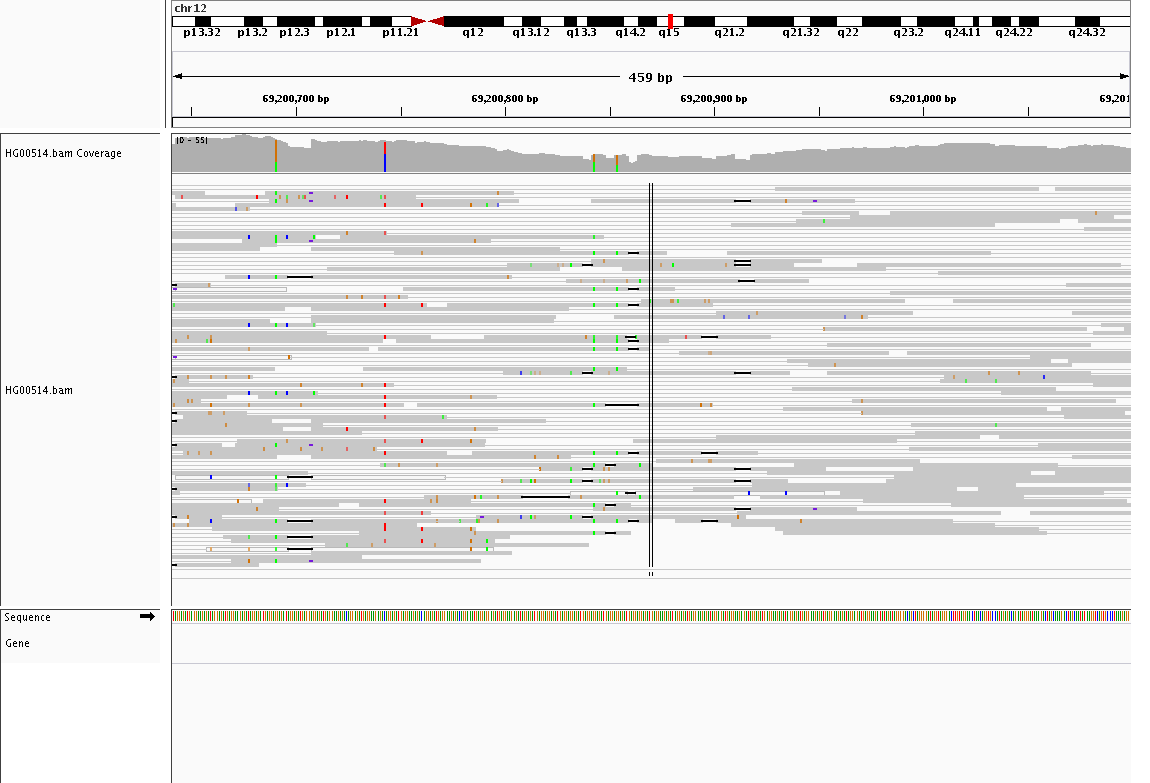 chr12
p13.32 p13.2 p12.3 p12.1 p11.21 q12 q13.12 q13.3 q14.2 q15 q21.2 q21.32 q22 q23.2 q24.11 q24.22 q24.32
459 bp
69,200,700 bp 69,200,800 bp 69,200,900 bp 69,201,000 bp 69,201
HG00514.bam Coverage
[0 - 55]
HG00514.bam
Sequence
Gene